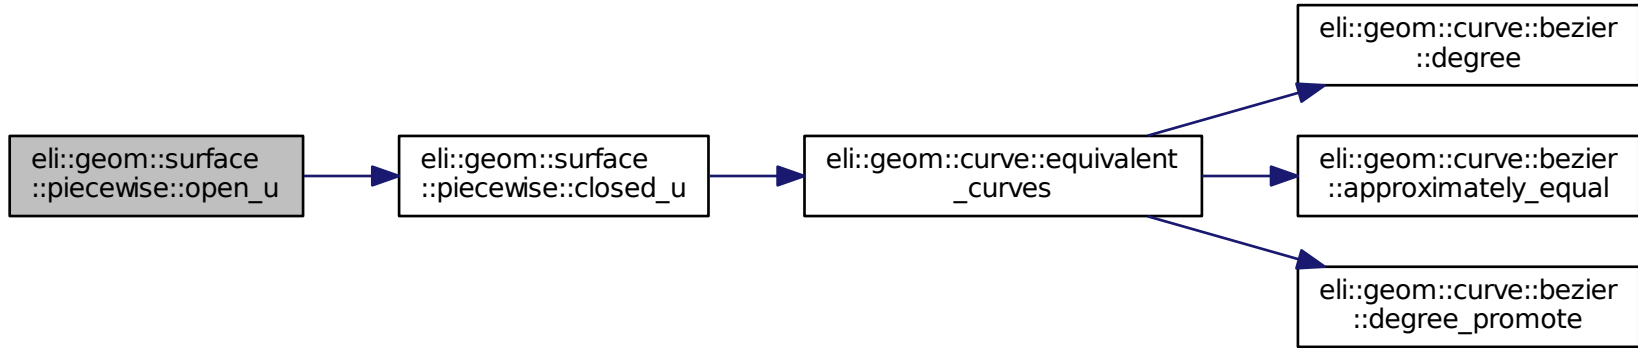 eli::geom::surface
::piecewise::open_u
eli::geom::surface
::piecewise::closed_u
eli::geom::curve::equivalent
_curves
eli::geom::curve::bezier
::degree
eli::geom::curve::bezier
::approximately_equal
eli::geom::curve::bezier
::degree_promote